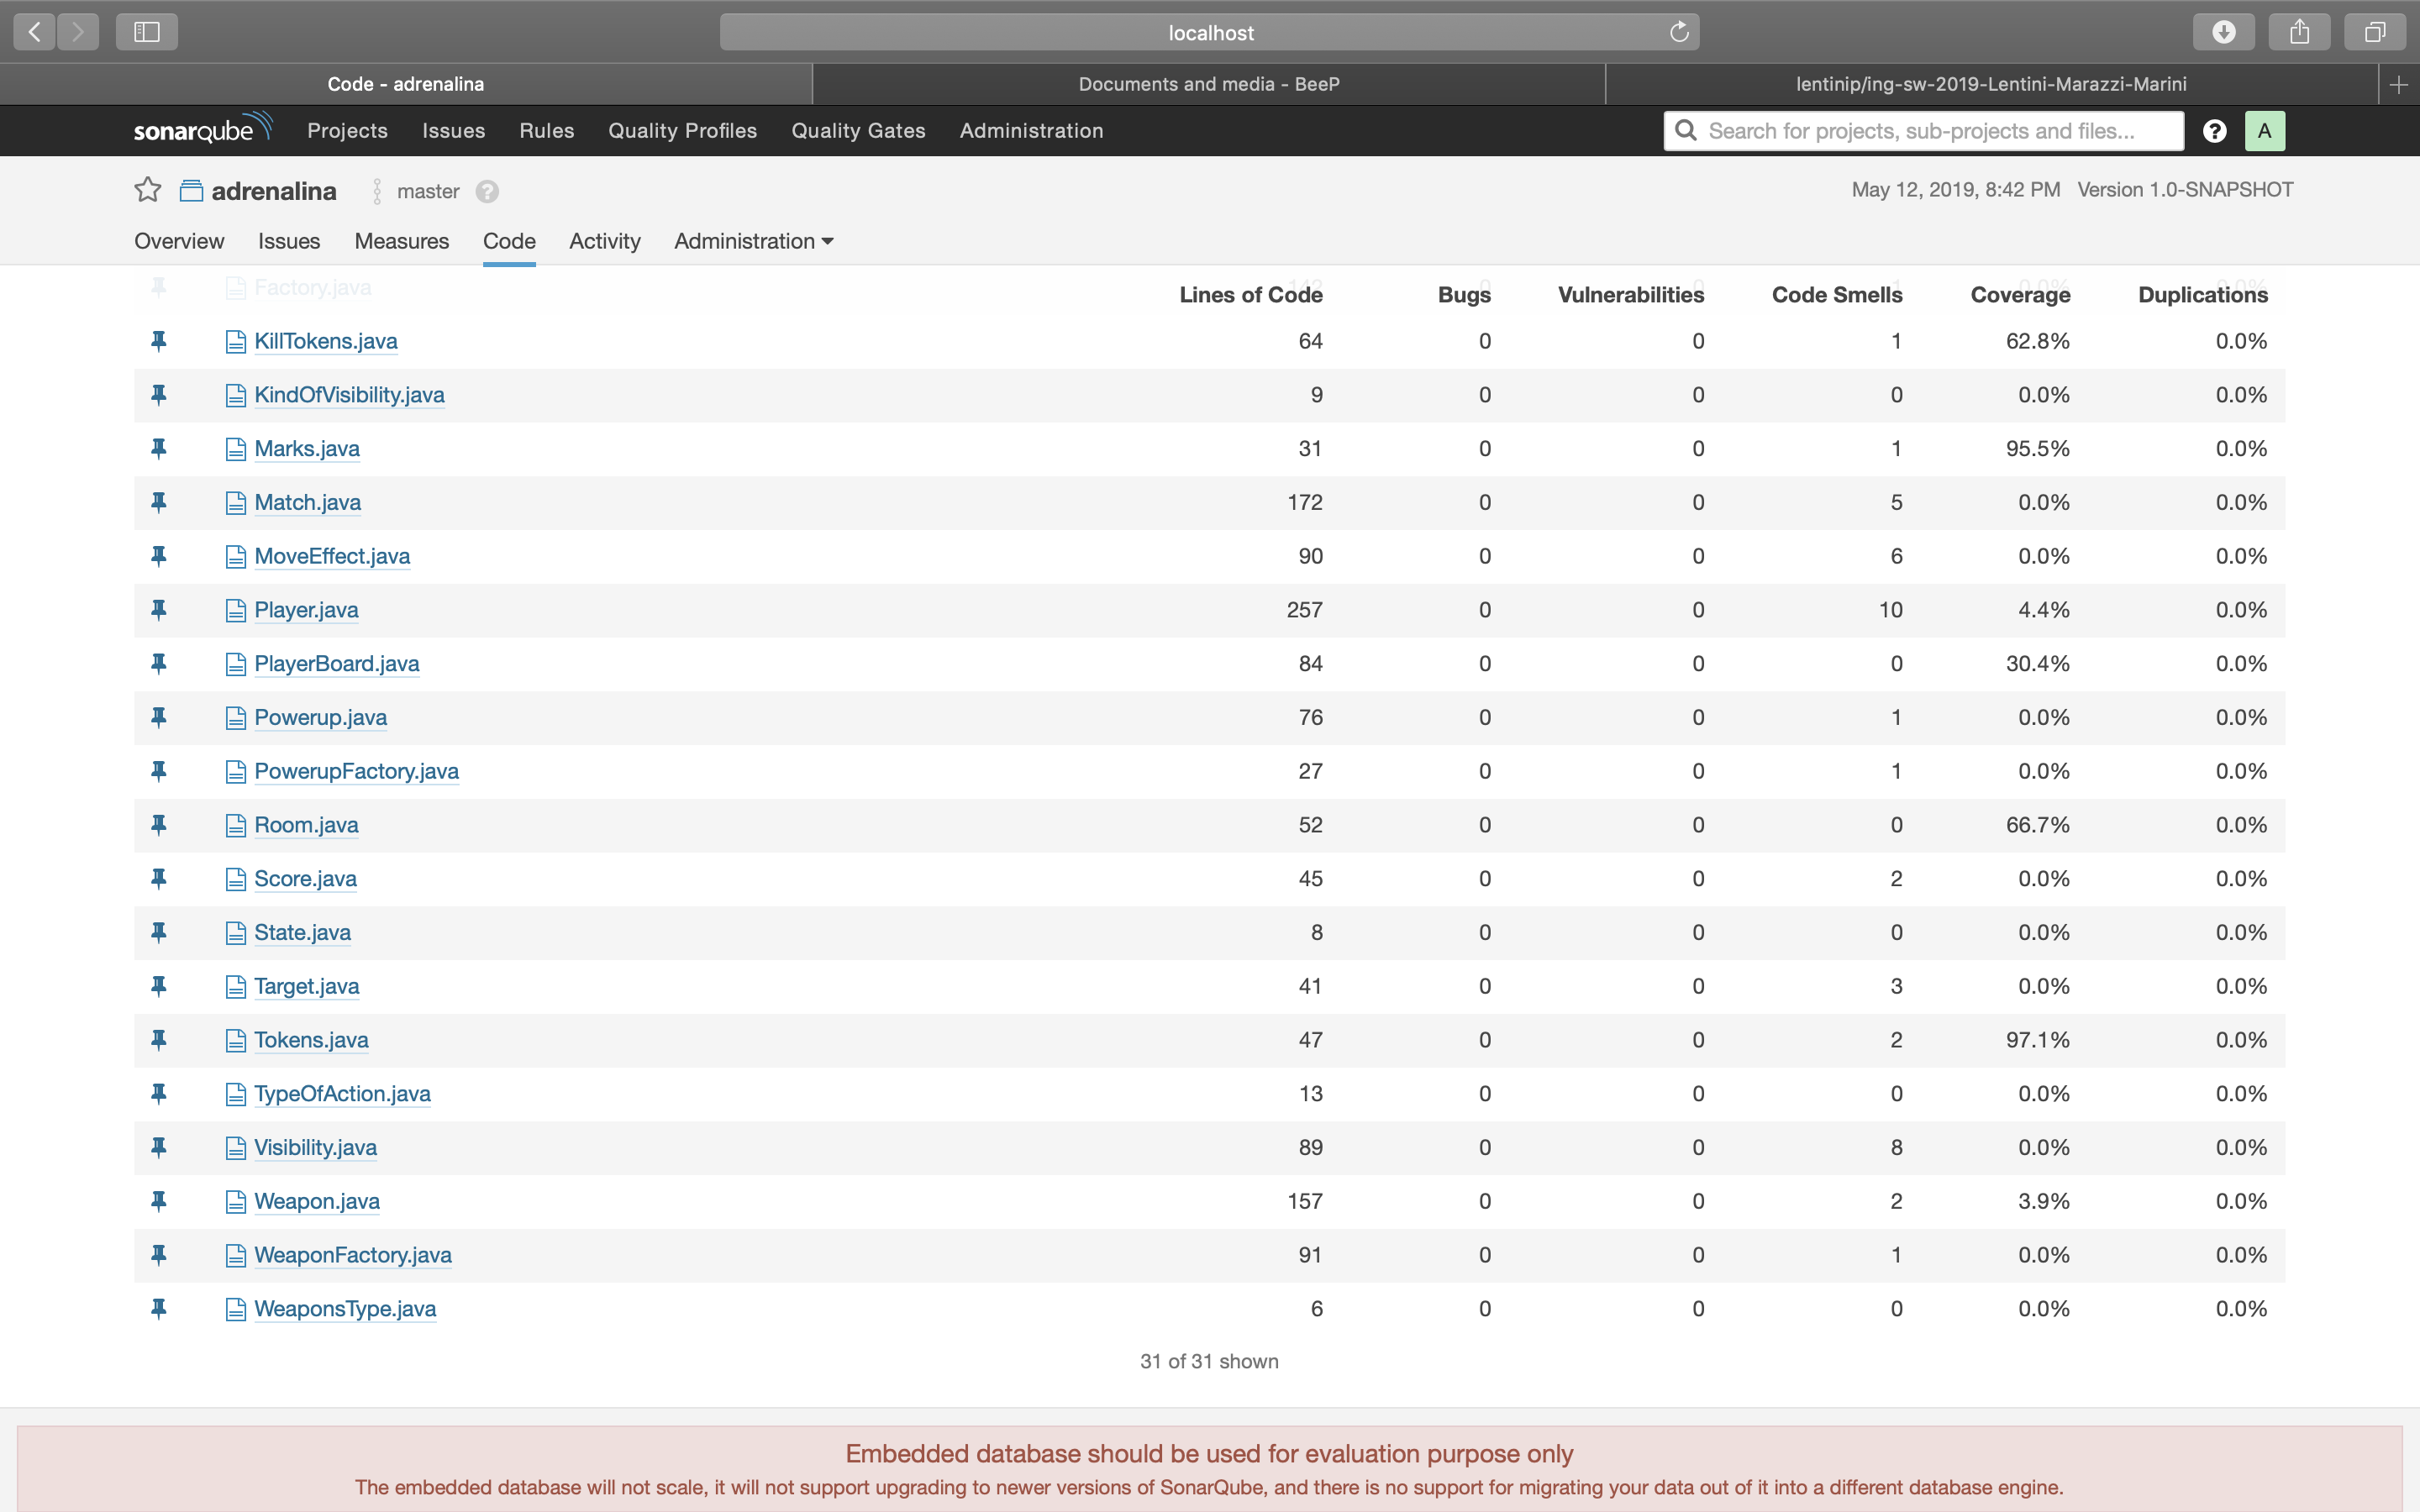 localhost
Code - adrenalina Documents and media - BeeP lentinip/ing-sw-2019-Lentini-Marazzi-Marini
sonarqube Projects Issues Rules Quality Profiles Quality Gates Administration Search for projects, sub-projects and files... ? A
adrenalina master ? May 12, 2019, 8:42 PM Version 1.0-SNAPSHOT
Overview Issues Measures Code Activity Administration
Factory.java 142 0 0 1 0.0% 0.0%
Lines of Code Bugs Vulnerabilities Code Smells Coverage Duplications
KillTokens.java 64 0 0 1 62.8% 0.0%
KindOfVisibility.java 9 0 0 0 0.0% 0.0%
Marks.java 31 0 0 1 95.5% 0.0%
Match.java 172 0 0 5 0.0% 0.0%
MoveEffect.java 90 0 0 6 0.0% 0.0%
Player.java 257 0 0 10 4.4% 0.0%
PlayerBoard.java 84 0 0 0 30.4% 0.0%
Powerup.java 76 0 0 1 0.0% 0.0%
PowerupFactory.java 27 0 0 1 0.0% 0.0%
Room.java 52 0 0 0 66.7% 0.0%
Score.java 45 0 0 2 0.0% 0.0%
State.java 8 0 0 0 0.0% 0.0%
Target.java 41 0 0 3 0.0% 0.0%
Tokens.java 47 0 0 2 97.1% 0.0%
TypeOfAction.java 13 0 0 0 0.0% 0.0%
Visibility.java 89 0 0 8 0.0% 0.0%
Weapon.java 157 0 0 2 3.9% 0.0%
WeaponFactory.java 91 0 0 1 0.0% 0.0%
WeaponsType.java 6 0 0 0 0.0% 0.0%
31 of 31 shown
Embedded database should be used for evaluation purpose only
The embedded database will not scale, it will not support upgrading to newer versions of SonarQube, and there is no support for migrating your data out of it into a different database engine.